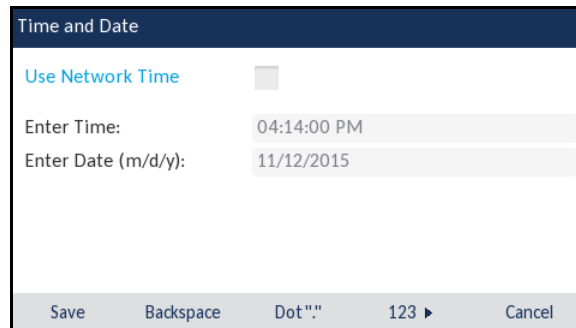 Time and Date
Use Network Time
Enter Time: 04:14:00 PM
Enter Date (m/d/y): 11/12/2015
Save Backspace Dot"." 123 ▶ Cancel